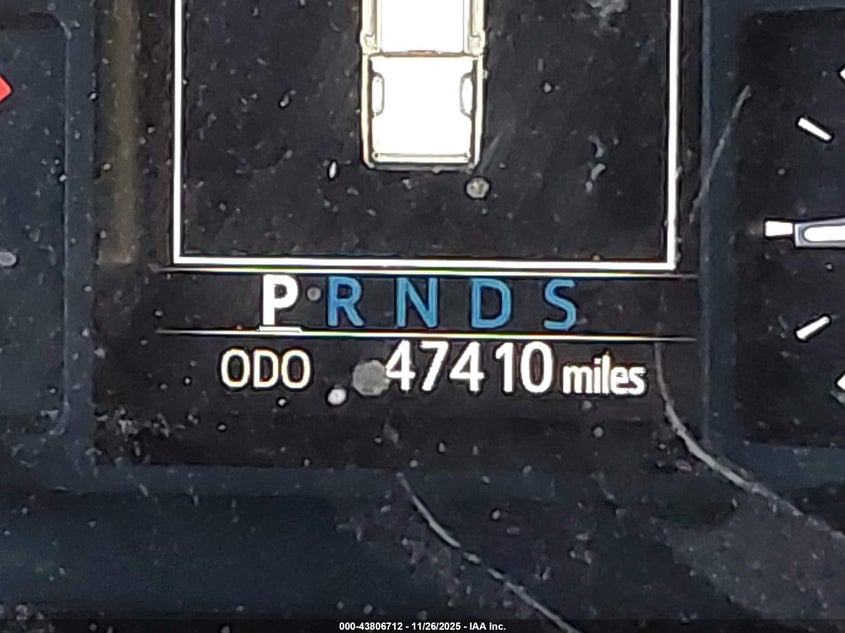 P R N D S
ODO 47410 miles
000-43806712 - 11/26/2025 - IAA Inc.